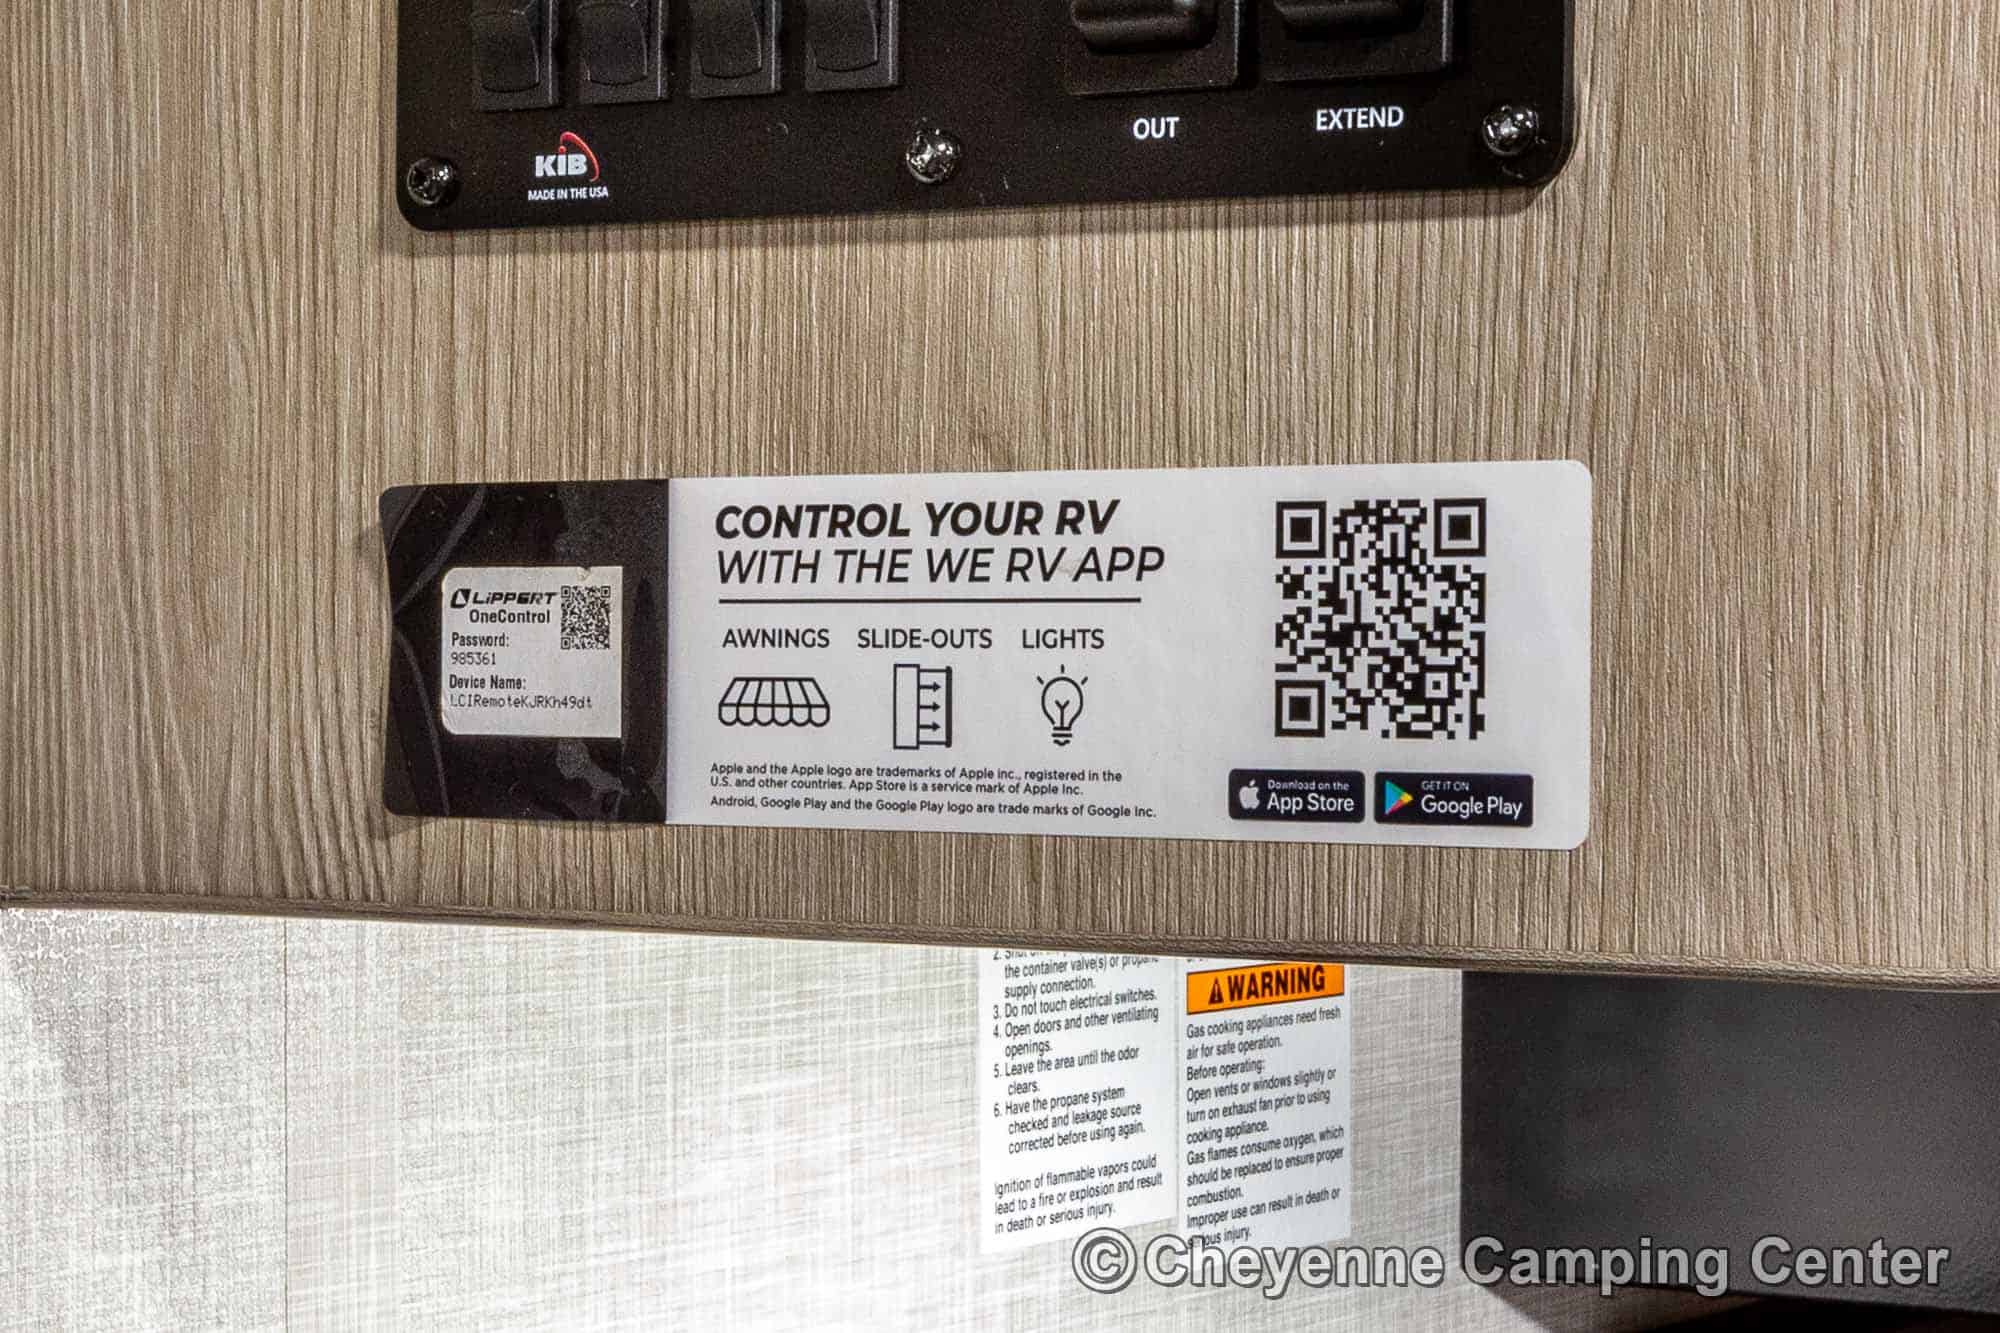 OUT
EXTEND
KIB
MADE IN THE USA
LIPPERT
OneControl
Password:
985361
Device Name:
LCIRemoteKJRKh49dt
CONTROL YOUR RV
WITH THE WE RV APP
AWNINGS SLIDE-OUTS LIGHTS
Apple and the Apple logo are trademarks of Apple inc., registered in the
U.S. and other countries. App Store is a service mark of Apple Inc.
Android, Google Play and the Google Play logo are trade marks of Google Inc.
Download on the
App Store
GET IT ON
Google Play
2.
the container valve(s) or propane
supply connection.
3. Do not touch electrical switches.
4. Open doors and other ventilating
openings.
5. Leave the area until the odor
clears.
6. Have the propane system
checked and leakage source
corrected before using again.
Ignition of flammable vapors could
lead to a fire or explosion and result
in death or serious injury.
WARNING
Gas cooking appliances need fresh
air for safe operation.
Before operating:
Open vents or windows slightly or
turn on exhaust fan prior to using
cooking appliance.
Gas flames consume oxygen, which
should be replaced to ensure proper
combustion.
Improper use can result in death or
serious injury.
©Cheyenne Camping Center